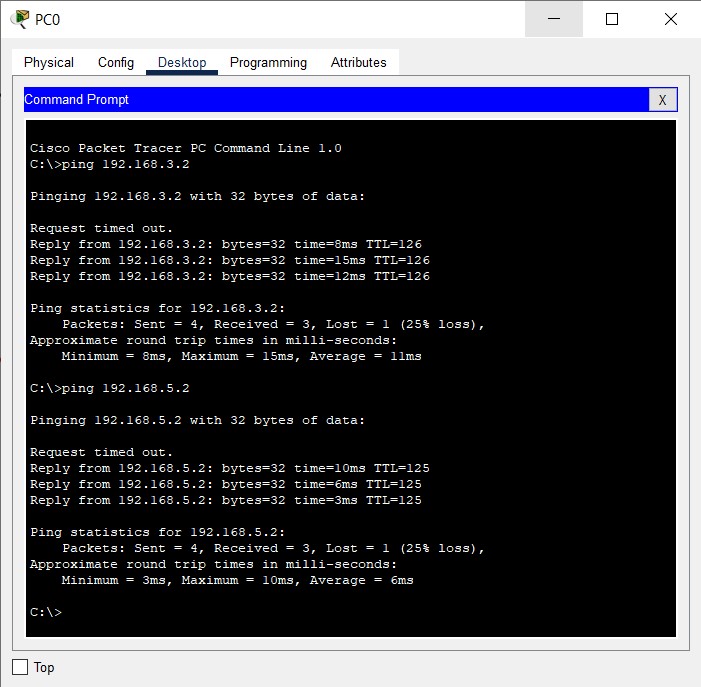 PC0
Physical Config Desktop Programming Attributes
Command Prompt X
Cisco Packet Tracer PC Command Line 1.0
C:\>ping 192.168.3.2
Pinging 192.168.3.2 with 32 bytes of data:
Request timed out.
Reply from 192.168.3.2: bytes=32 time=8ms TTL=126
Reply from 192.168.3.2: bytes=32 time=15ms TTL=126
Reply from 192.168.3.2: bytes=32 time=12ms TTL=126
Ping statistics for 192.168.3.2:
    Packets: Sent = 4, Received = 3, Lost = 1 (25% loss),
Approximate round trip times in milli-seconds:
    Minimum = 8ms, Maximum = 15ms, Average = 11ms
C:\>ping 192.168.5.2
Pinging 192.168.5.2 with 32 bytes of data:
Request timed out.
Reply from 192.168.5.2: bytes=32 time=10ms TTL=125
Reply from 192.168.5.2: bytes=32 time=6ms TTL=125
Reply from 192.168.5.2: bytes=32 time=3ms TTL=125
Ping statistics for 192.168.5.2:
    Packets: Sent = 4, Received = 3, Lost = 1 (25% loss),
Approximate round trip times in milli-seconds:
    Minimum = 3ms, Maximum = 10ms, Average = 6ms
C:\>
Top